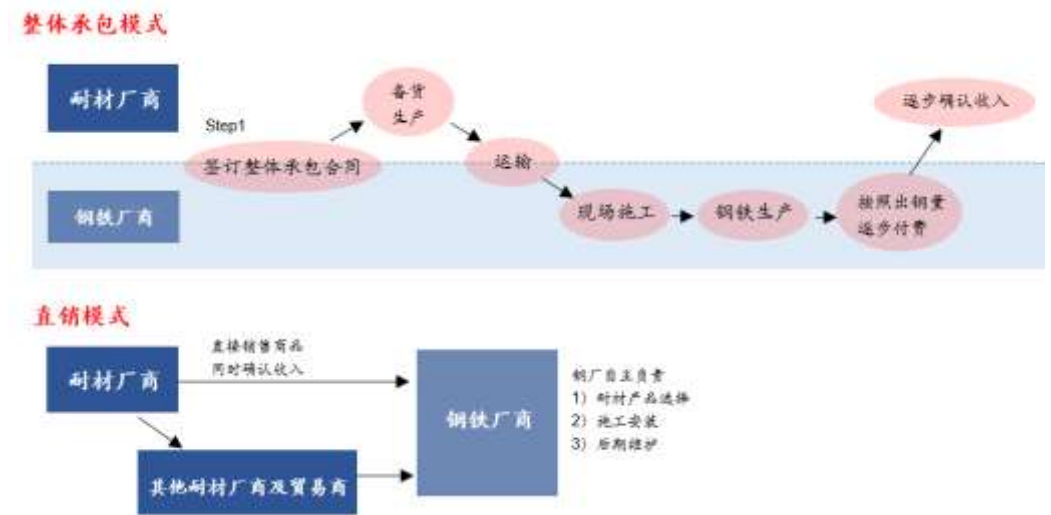 整体承包模式
耐材厂商
备货
生产
逐步确认收入
Step1
签订整体承包合同
运输
钢铁厂商
现场施工
钢铁生产
按照出钢量
逐步付费
直销模式
耐材厂商
直接销售商品
同时确认收入
钢铁厂商
钢厂自主负责
1）耐材产品选择
2）施工安装
3）后期维护
其他耐材厂商及贸易商